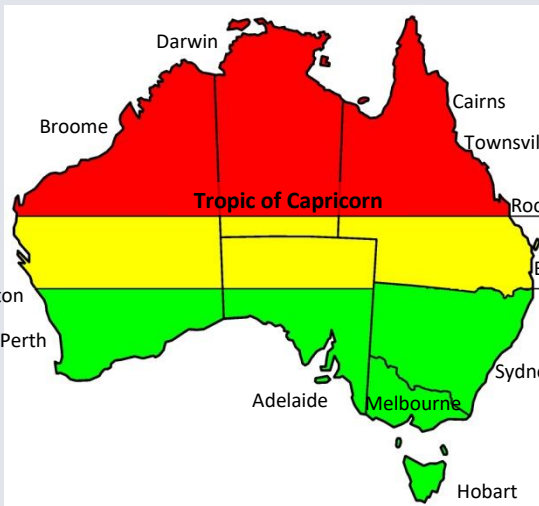 Darwin
Cairns
Broome
Townsvil
Tropic of Capricorn
Roc
E
ton
Perth
Sydne
Adelaide
Melbourne
Hobart